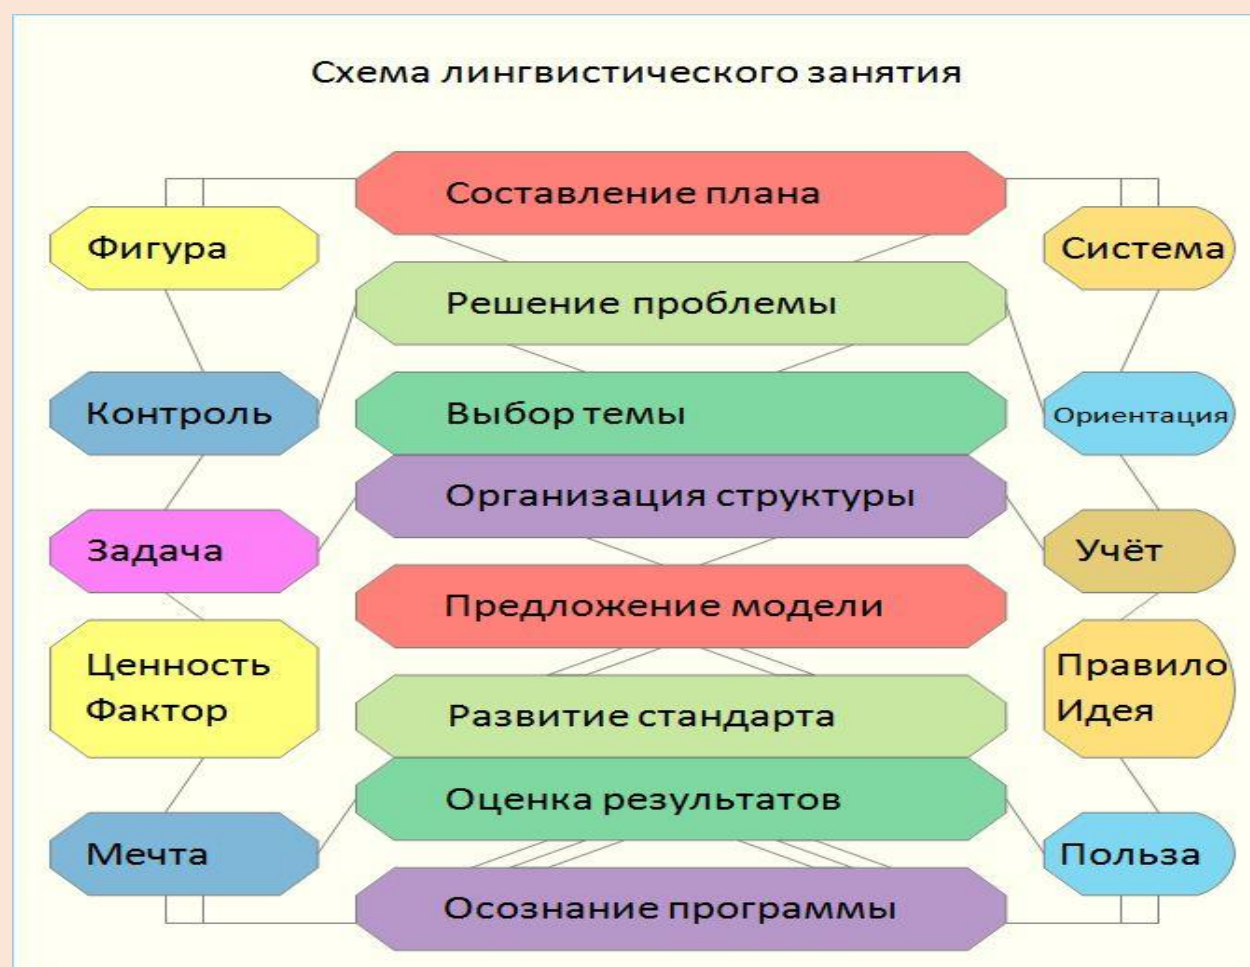 Схема лингвистического занятия
Составление плана
Фигура
Система
Решение проблемы
Контроль
Выбор темы
Ориентация
Организация структуры
Задача
Учёт
Предложение модели
Ценность
Фактор
Правило
Идея
Развитие стандарта
Оценка результатов
Мечта
Польза
Осознание программы